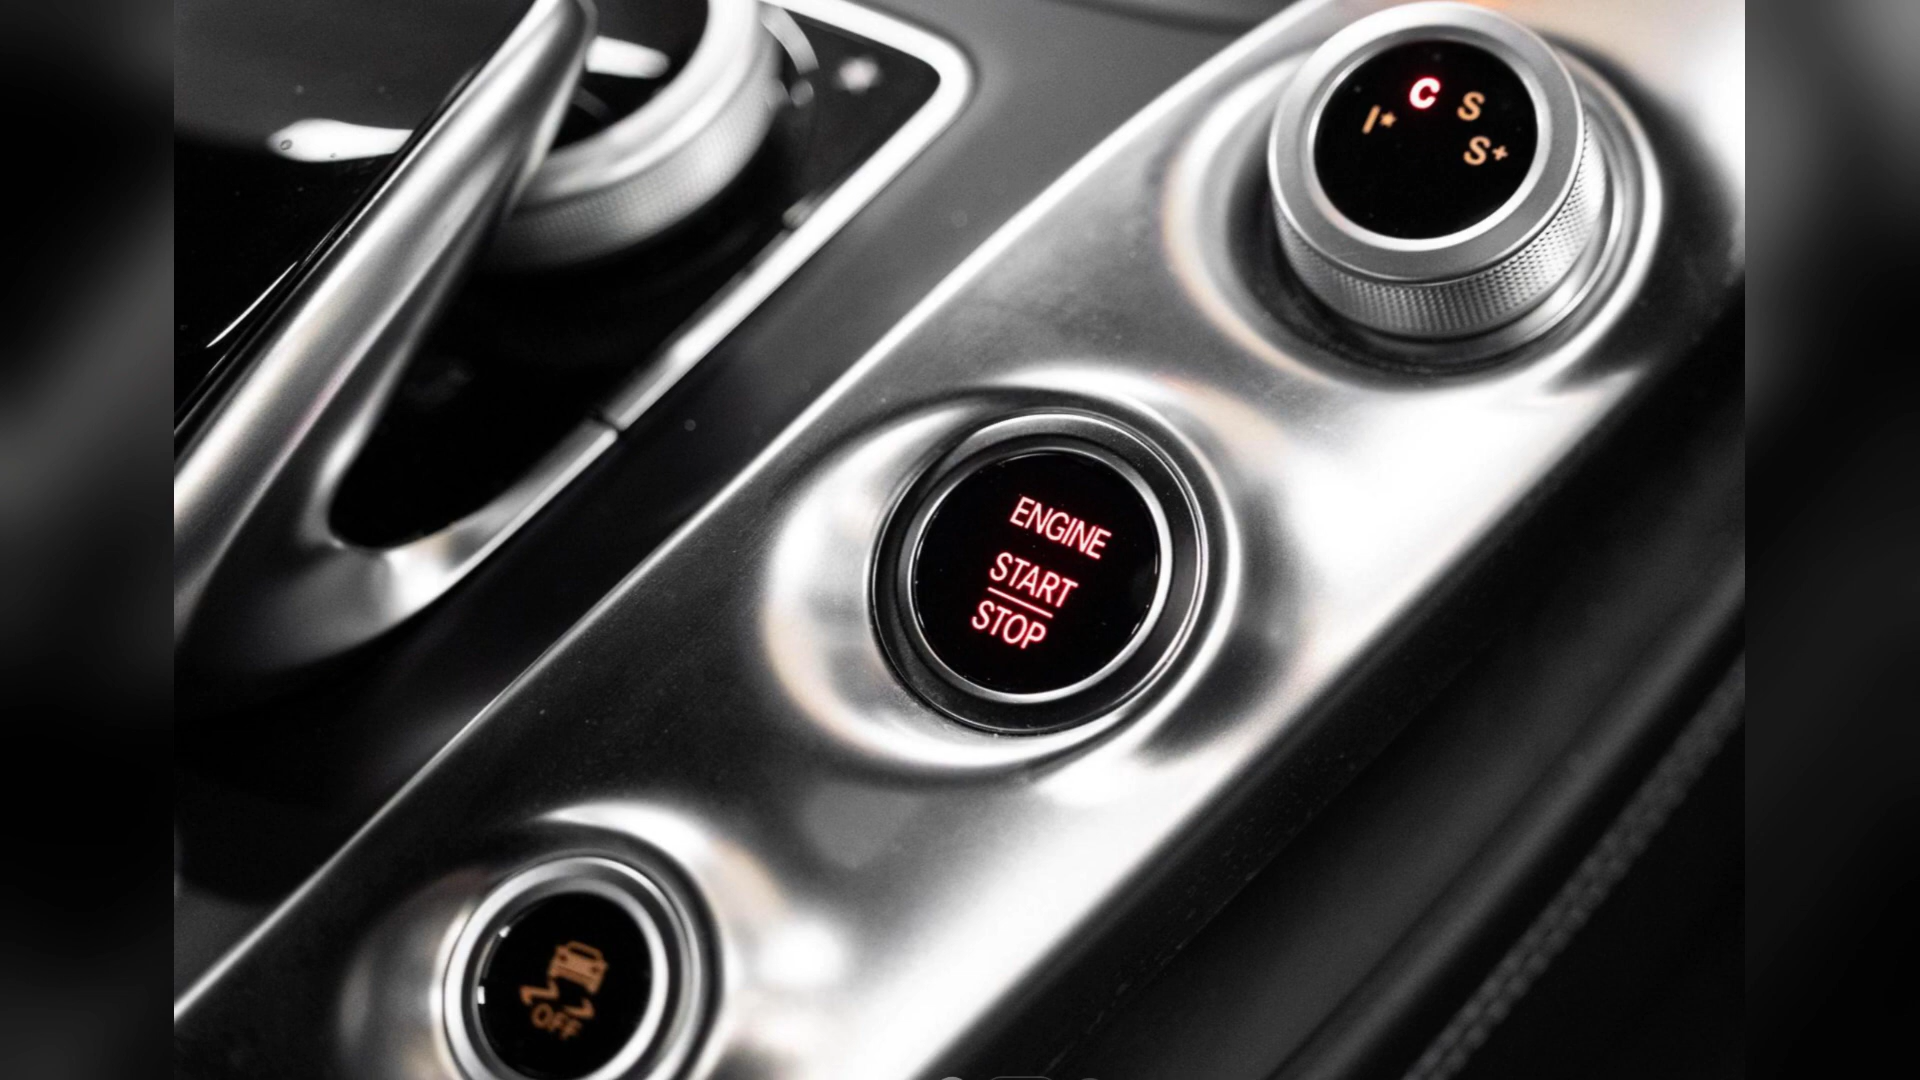 I★ C S
S+
ENGINE
START
STOP
OFF